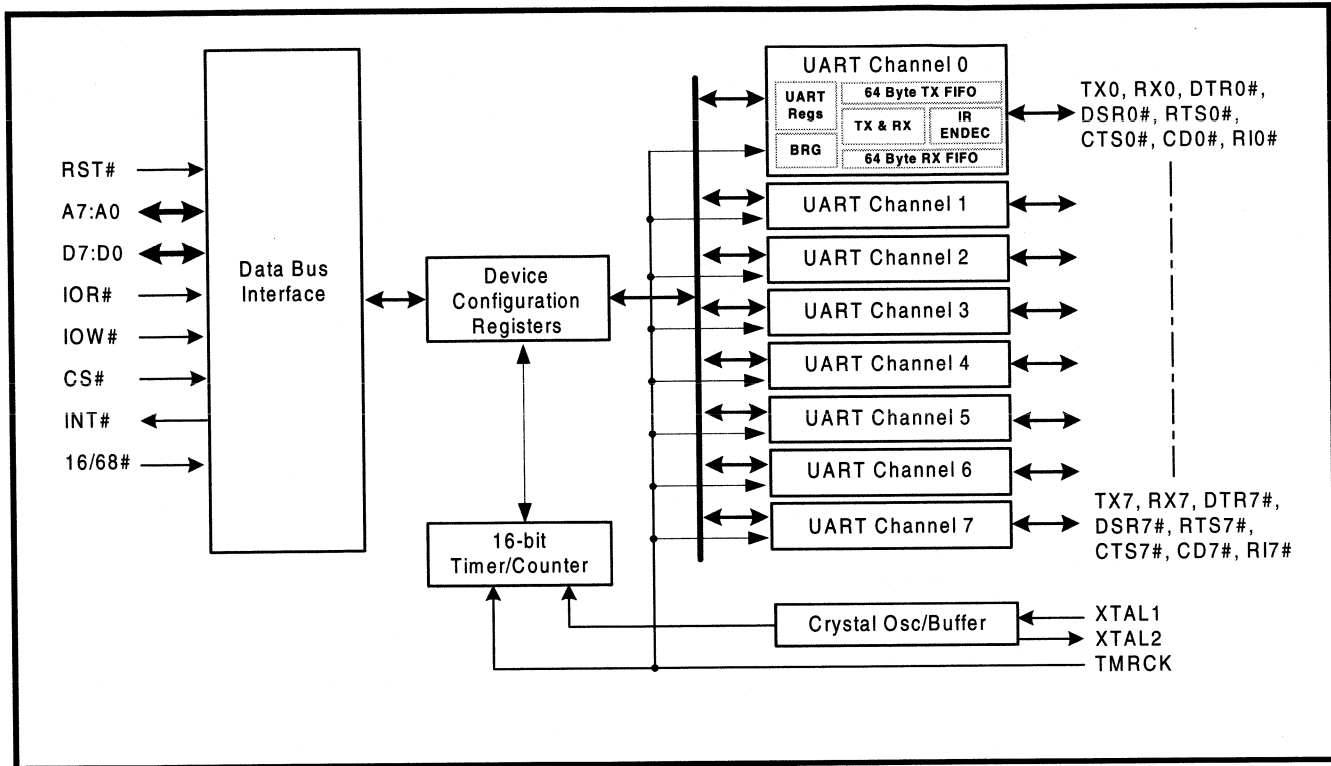 RST#
A7:A0
D7:D0
IOR#
IOW#
CS#
INT#
16/68#
Data Bus
Interface
Device
Configuration
Registers
16-bit
Timer/Counter
UART Channel 0
UART
Regs
BRG
64 Byte TX FIFO
TX & RX
IR
ENDEC
64 Byte RX FIFO
UART Channel 1
UART Channel 2
UART Channel 3
UART Channel 4
UART Channel 5
UART Channel 6
UART Channel 7
Crystal Osc/Buffer
TX0, RX0, DTR0#,
DSR0#, RTS0#,
CTS0#, CD0#, RI0#
TX7, RX7, DTR7#,
DSR7#, RTS7#,
CTS7#, CD7#, RI7#
XTAL1
XTAL2
TMRCK